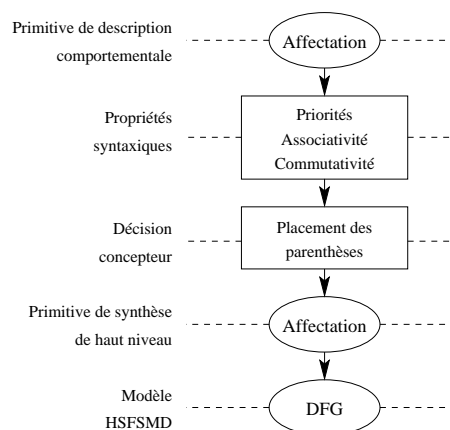 Primitive de description
comportementale
Affectation
Propriétés
syntaxiques
Priorités
Associativité
Commutativité
Décision
concepteur
Placement des
parenthèses
Primitive de synthèse
de haut niveau
Affectation
Modèle
HSFSMD
DFG